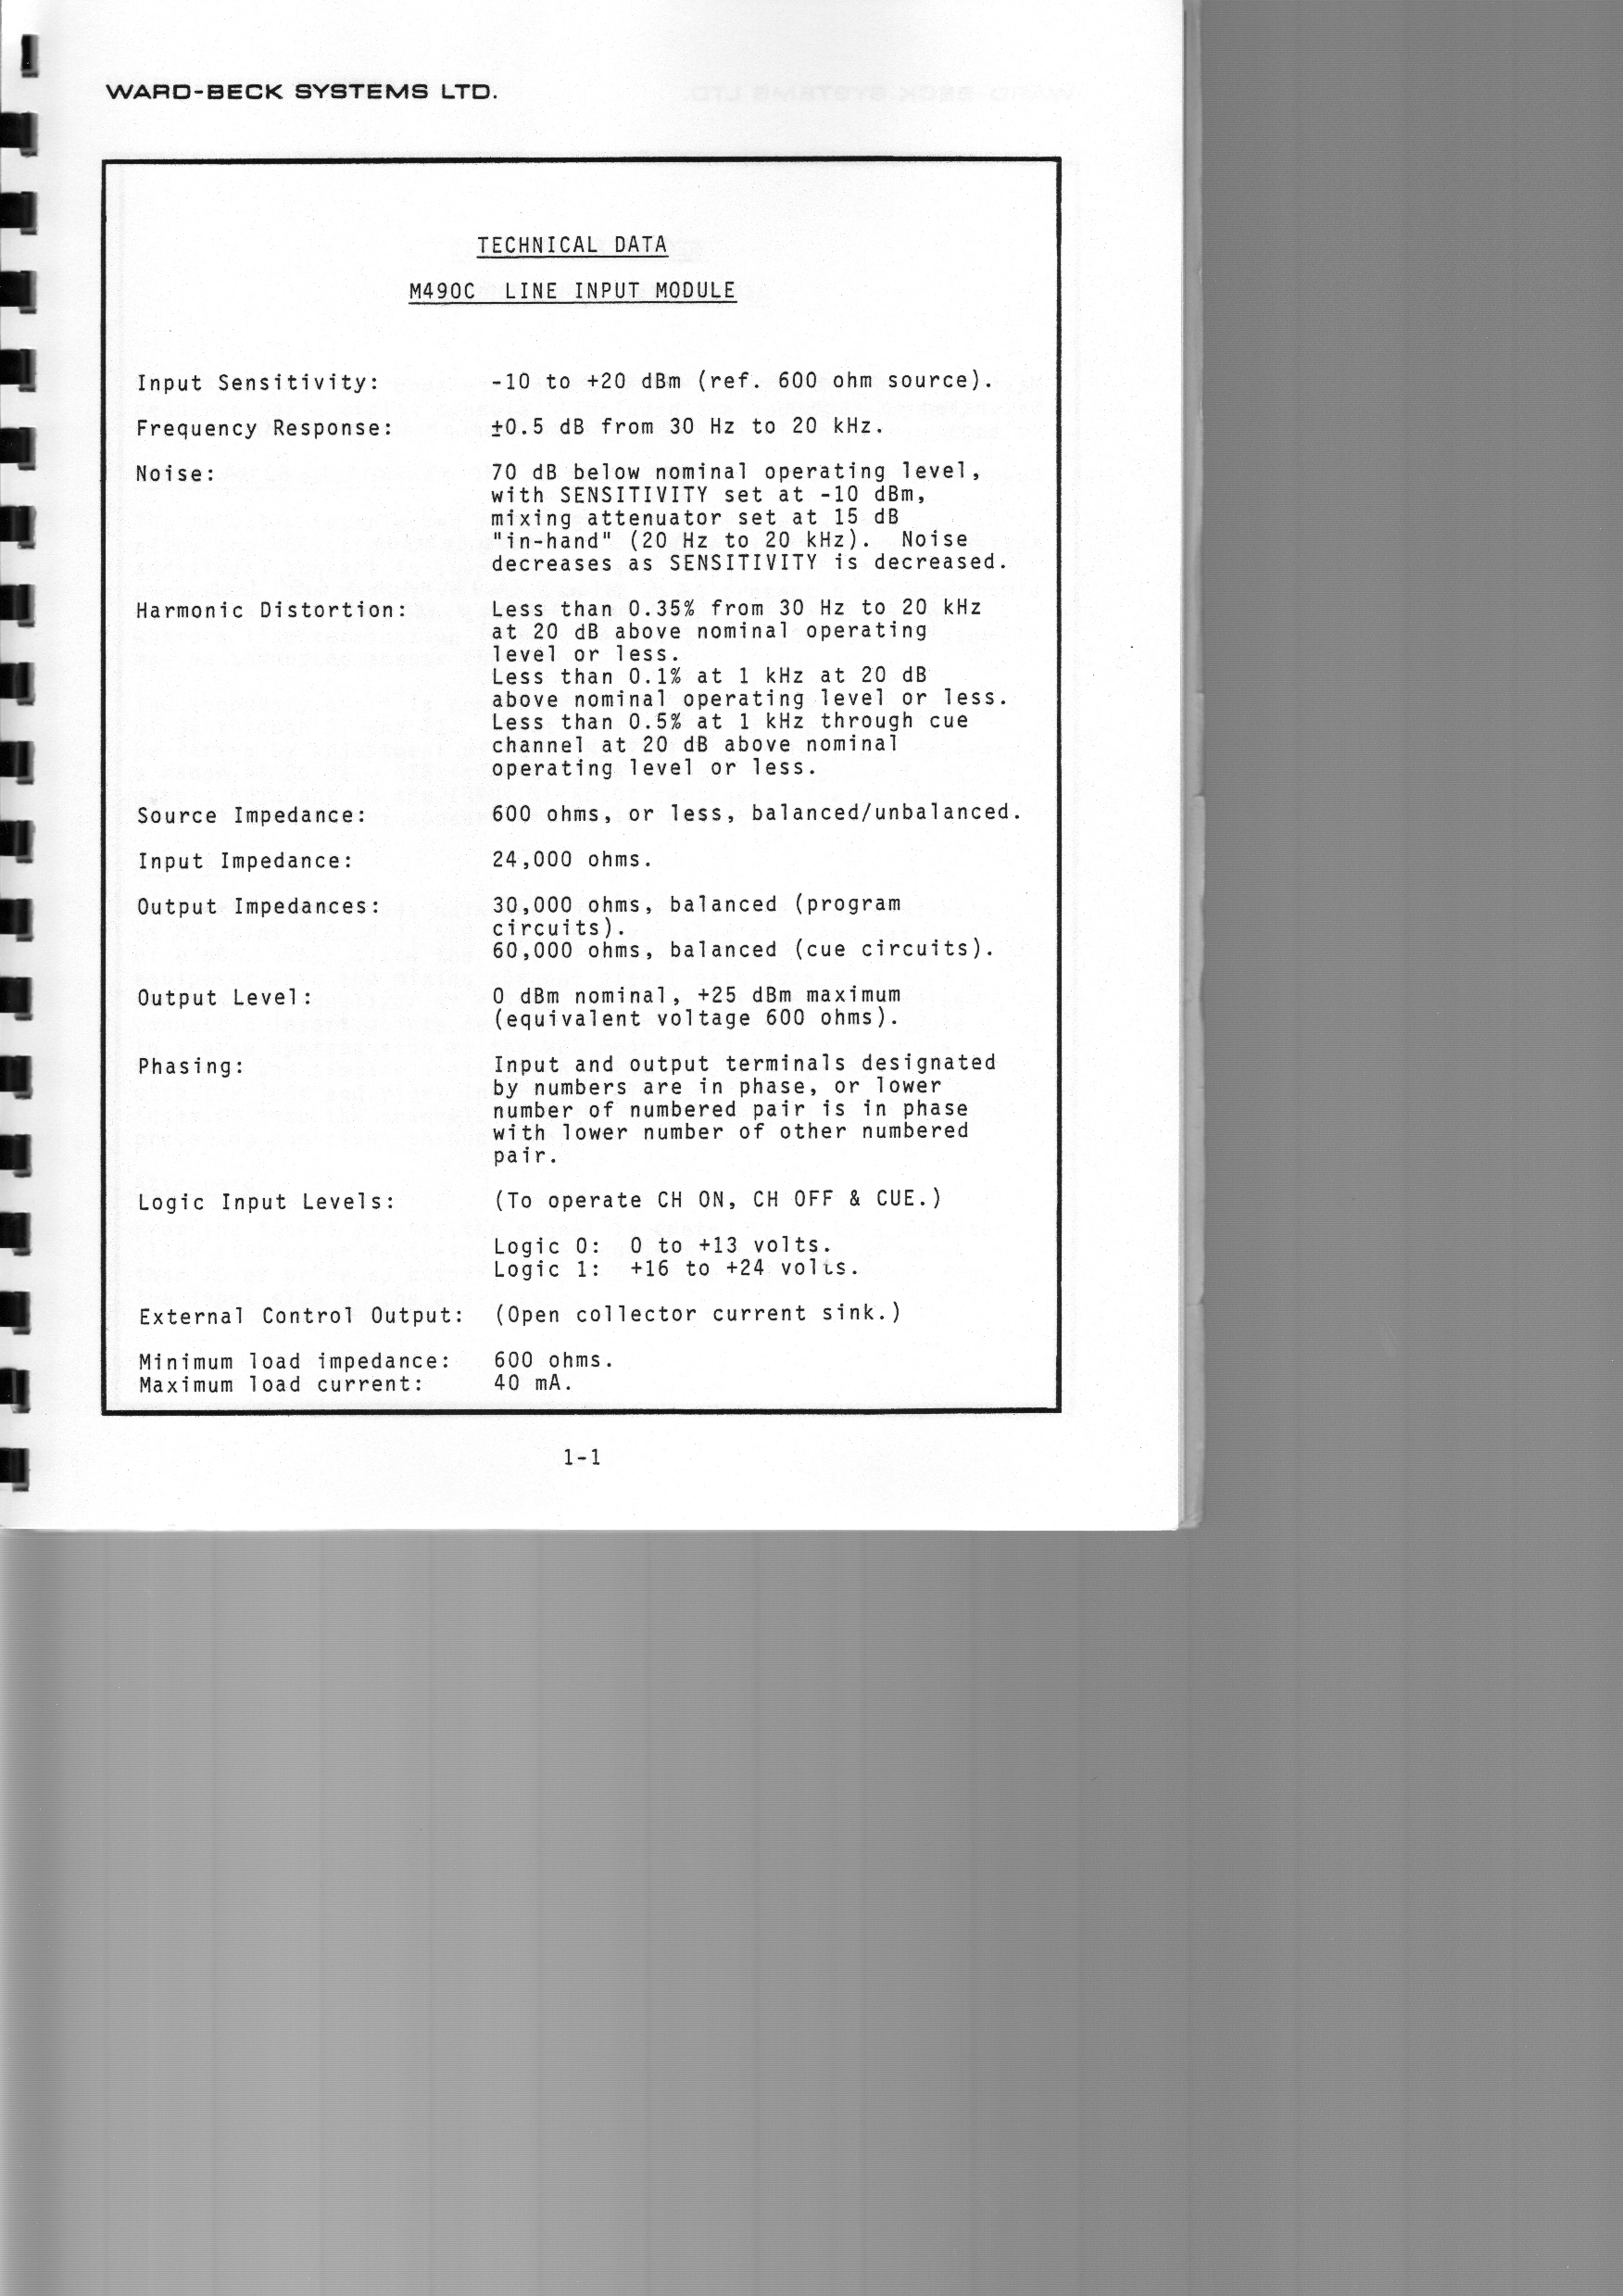 WARD-BECK SYSTEMS LTD.
TECHNICAL DATA
M490C LINE INPUT MODULE
Input Sensitivity: -10 to +20 dBm (ref. 600 ohm source).
Frequency Response: ±0.5 dB from 30 Hz to 20 kHz.
Noise: 70 dB below nominal operating level,
with SENSITIVITY set at -10 dBm,
mixing attenuator set at 15 dB
"in-hand" (20 Hz to 20 kHz). Noise
decreases as SENSITIVITY is decreased.
Harmonic Distortion: Less than 0.35% from 30 Hz to 20 kHz
at 20 dB above nominal operating
level or less.
Less than 0.1% at 1 kHz at 20 dB
above nominal operating level or less.
Less than 0.5% at 1 kHz through cue
channel at 20 dB above nominal
operating level or less.
Source Impedance: 600 ohms, or less, balanced/unbalanced.
Input Impedance: 24,000 ohms.
Output Impedances: 30,000 ohms, balanced (program
circuits).
60,000 ohms, balanced (cue circuits).
Output Level: 0 dBm nominal, +25 dBm maximum
(equivalent voltage 600 ohms).
Phasing: Input and output terminals designated
by numbers are in phase, or lower
number of numbered pair is in phase
with lower number of other numbered
pair.
Logic Input Levels: (To operate CH ON, CH OFF & CUE.)
Logic 0: 0 to +13 volts.
Logic 1: +16 to +24 volts.
External Control Output: (Open collector current sink.)
Minimum load impedance: 600 ohms.
Maximum load current: 40 mA.
1-1